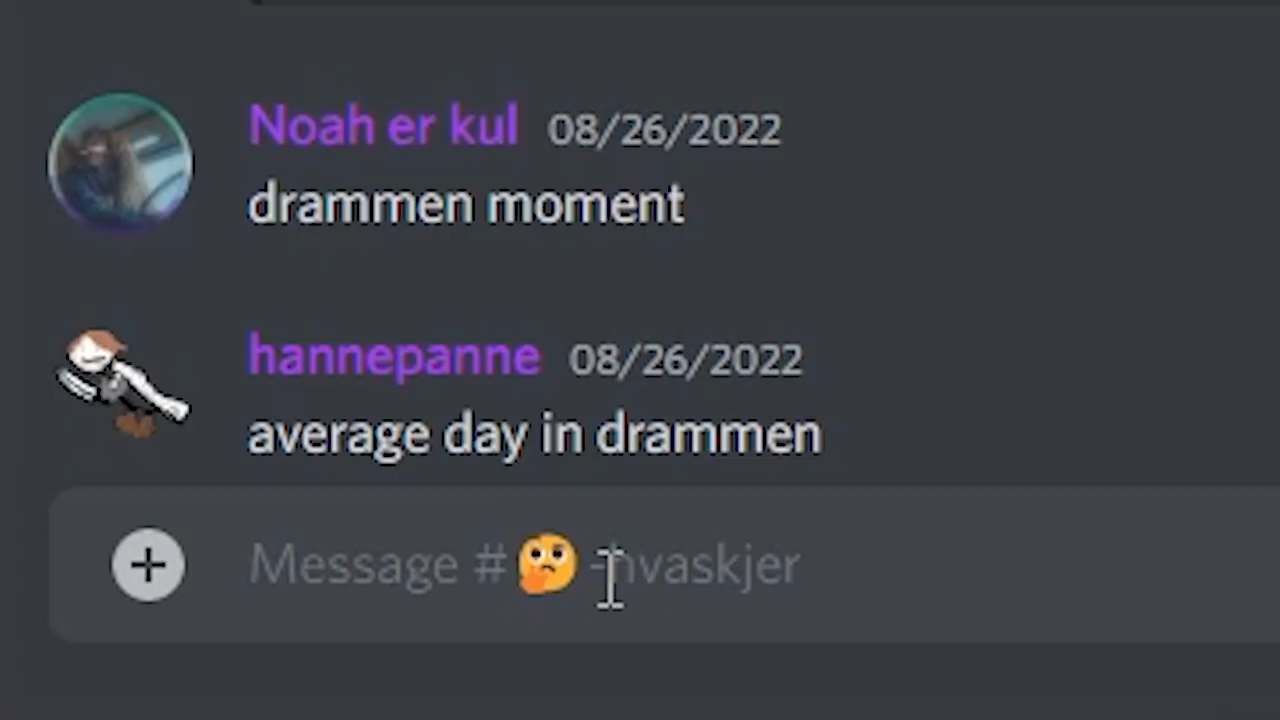 Noah er kul 08/26/2022
drammen moment
hannepanne 08/26/2022
average day in drammen
Message #🤔-hvaskjer